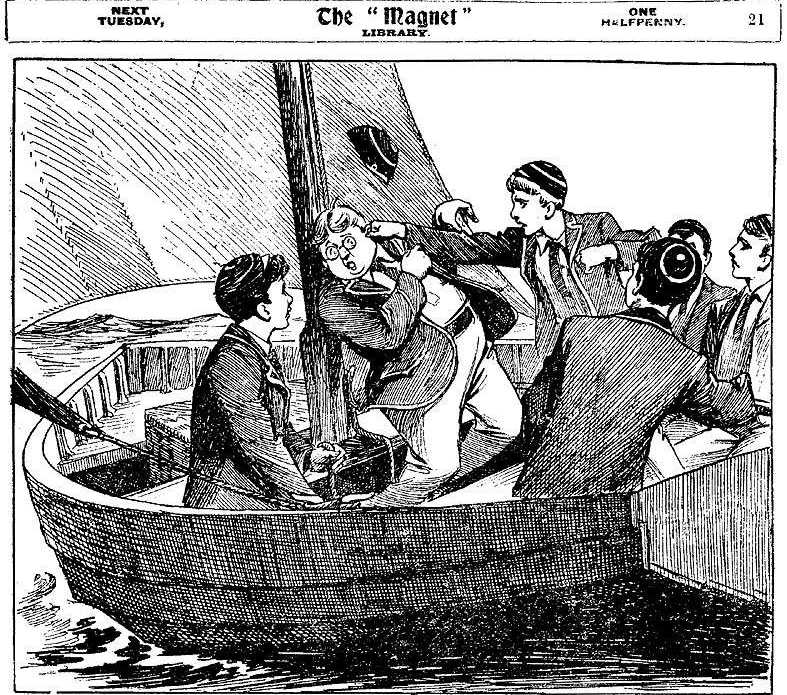 NEXT
TUESDAY,
The "Magnet"
LIBRARY.
ONE
HALFPENNY.
21